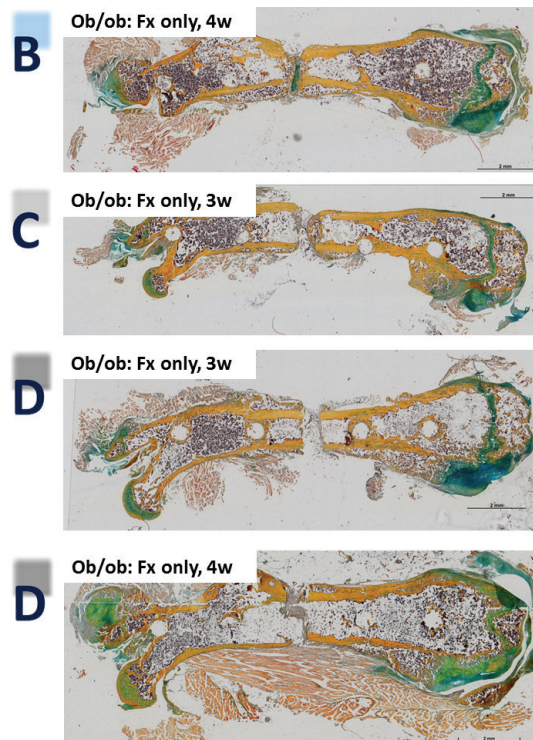 B
Ob/ob: Fx only, 4w
2 mm
C
Ob/ob: Fx only, 3w
2 mm
D
Ob/ob: Fx only, 3w
2 mm
D
Ob/ob: Fx only, 4w
2 mm